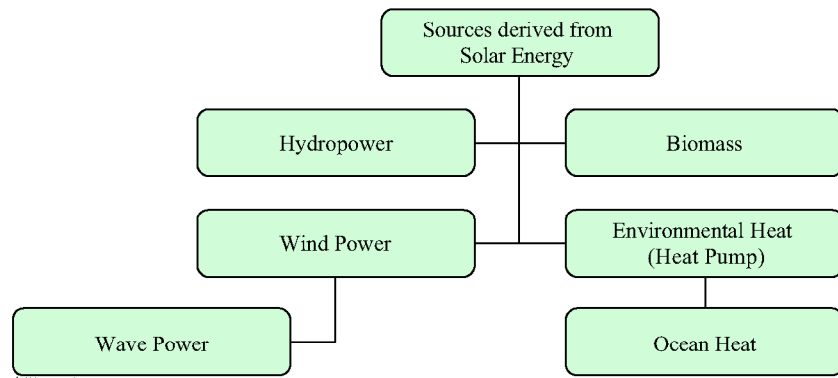 Sources derived from
Solar Energy
Hydropower
Biomass
Wind Power
Environmental Heat
(Heat Pump)
Wave Power
Ocean Heat